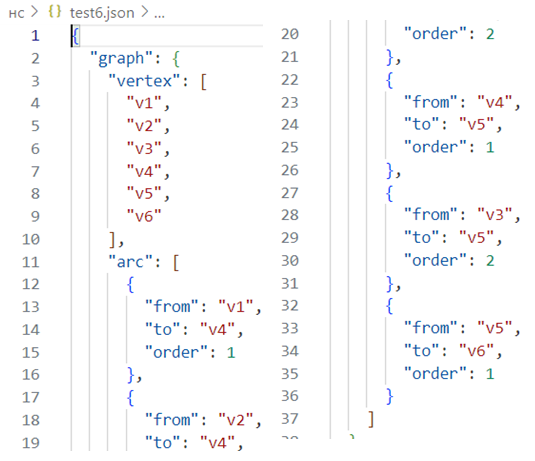 нс > {} test6.json > ...
1 {
2 "graph": {
3 "vertex": [
4 "v1",
5 "v2",
6 "v3",
7 "v4",
8 "v5",
9 "v6"
10 ],
11 "arc": [
12 {
13 "from": "v1",
14 "to": "v4",
15 "order": 1
16 },
17 {
18 "from": "v2",
19 "to": "v4",
20 "order": 2
21 },
22 {
23 "from": "v4",
24 "to": "v5",
25 "order": 1
26 },
27 {
28 "from": "v3",
29 "to": "v5",
30 "order": 2
31 },
32 {
33 "from": "v5",
34 "to": "v6",
35 "order": 1
36 }
37 ]